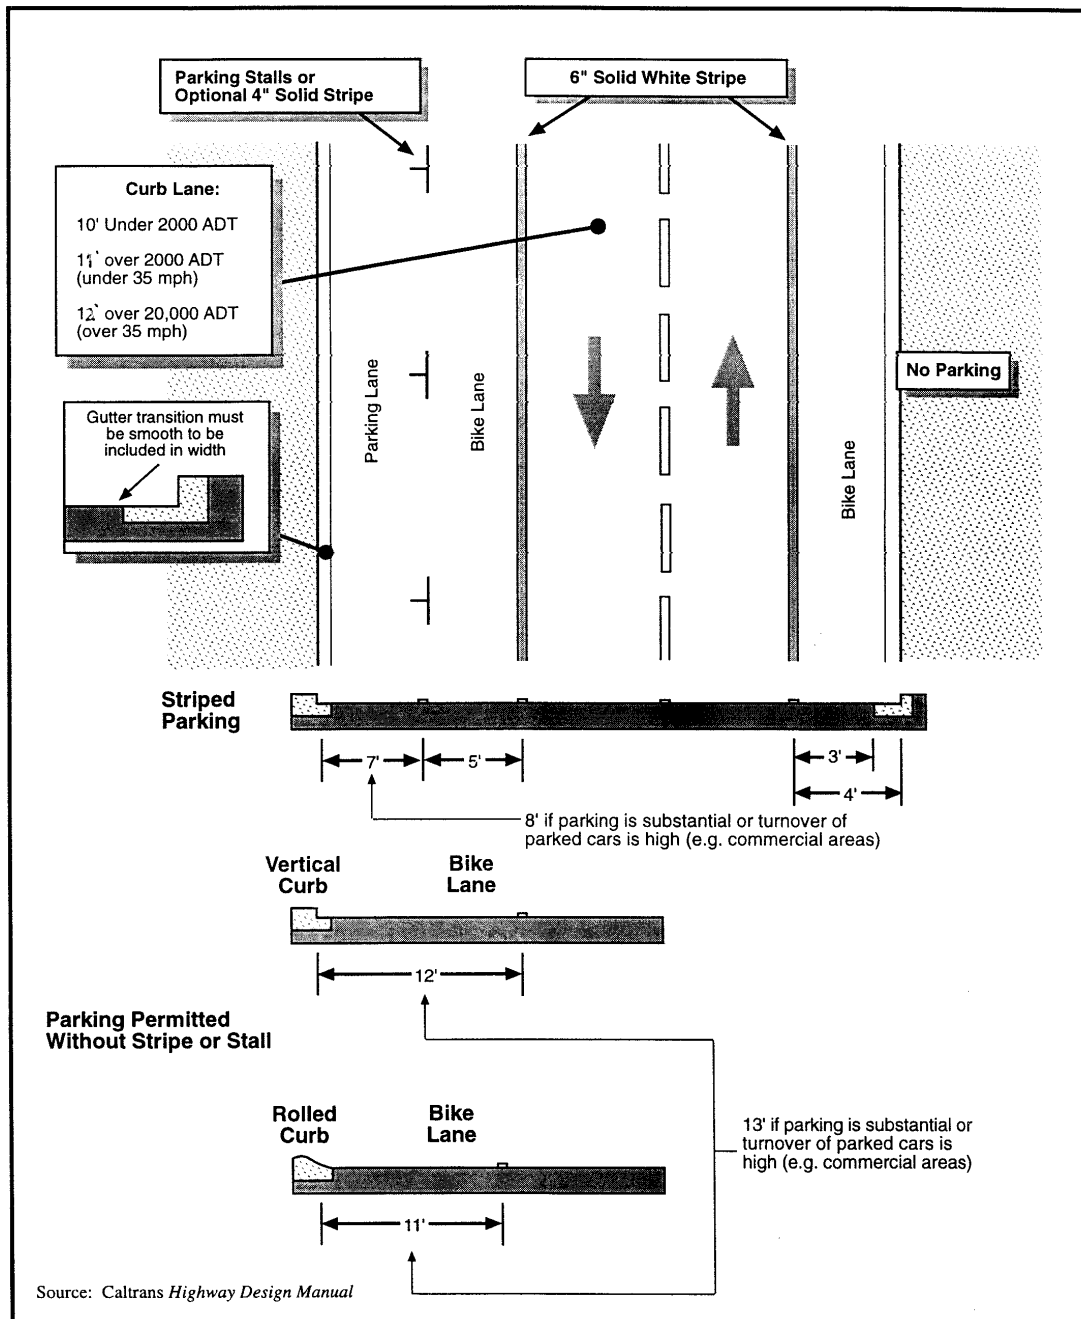 Parking Stalls or
Optional 4" Solid Stripe
6" Solid White Stripe
Curb Lane:
10' Under 2000 ADT
11' over 2000 ADT
(under 35 mph)
12' over 20,000 ADT
(over 35 mph)
Gutter transition must
be smooth to be
included in width
Parking Lane
Bike Lane
Bike Lane
No Parking
Striped
Parking
7'
5'
3'
4'
8' if parking is substantial or turnover of
parked cars is high (e.g. commercial areas)
Vertical
Curb
Bike
Lane
12'
Parking Permitted
Without Stripe or Stall
Rolled
Curb
Bike
Lane
11'
13' if parking is substantial or
turnover of parked cars is
high (e.g. commercial areas)
Source: Caltrans Highway Design Manual